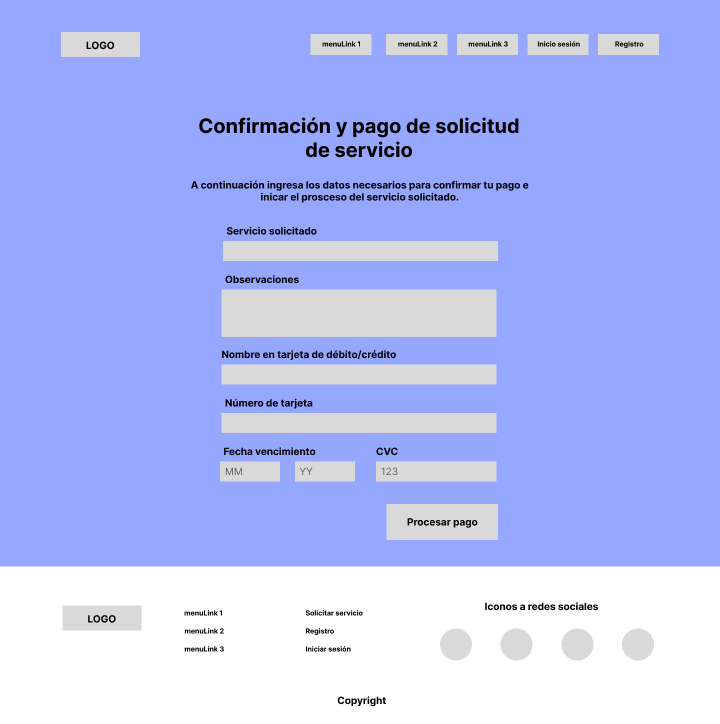 LOGO
menuLink 1
menuLink 2
menuLink 3
Inicio sesión
Registro
Confirmación y pago de solicitud
de servicio
A continuación ingresa los datos necesarios para confirmar tu pago e
inicar el prosceso del servicio solicitado.
Servicio solicitado
Observaciones
Nombre en tarjeta de débito/crédito
Número de tarjeta
Fecha vencimiento
CVC
MM
YY
123
Procesar pago
LOGO
menuLink 1
menuLink 2
menuLink 3
Solicitar servicio
Registro
Iniciar sesión
Iconos a redes sociales
Copyright